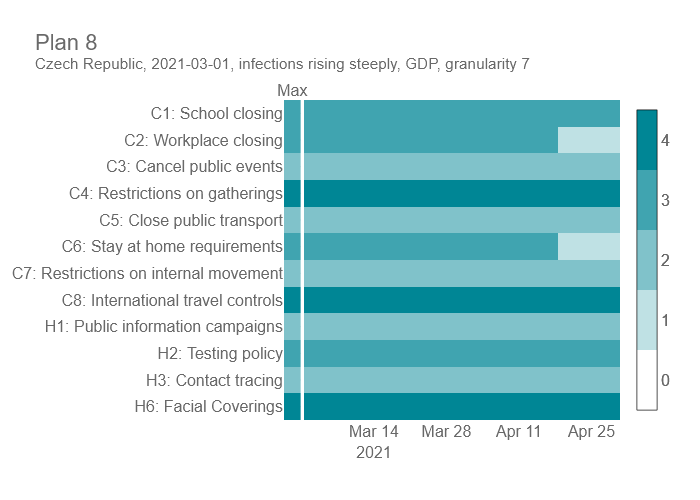 Plan 8
Czech Republic, 2021-03-01, infections rising steeply, GDP, granularity 7
Max
C1: School closing
C2: Workplace closing
C3: Cancel public events
C4: Restrictions on gatherings
C5: Close public transport
C6: Stay at home requirements
C7: Restrictions on internal movement
C8: International travel controls
H1: Public information campaigns
H2: Testing policy
H3: Contact tracing
H6: Facial Coverings
Mar 14 Mar 28 Apr 11 Apr 25
2021
4
3
2
1
0